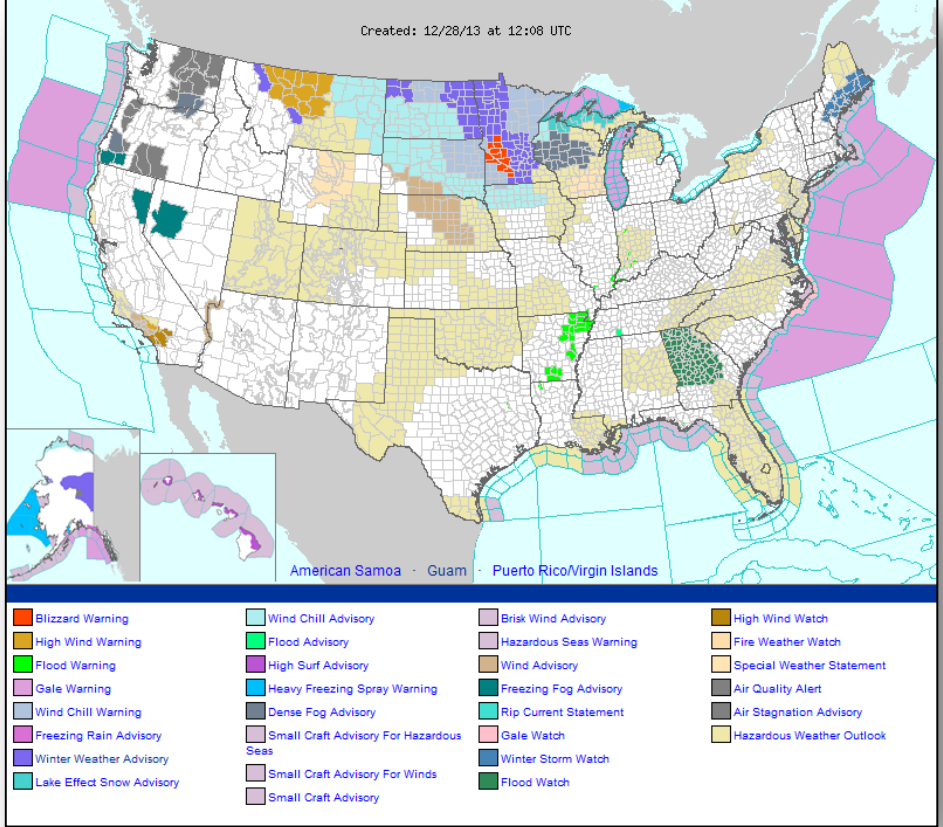 Created: 12/28/13 at 12:08 UTC
American Samoa · Guam · Puerto Rico/Virgin Islands
Blizzard Warning
High Wind Warning
Flood Warning
Gale Warning
Wind Chill Warning
Freezing Rain Advisory
Winter Weather Advisory
Lake Effect Snow Advisory
Wind Chill Advisory
Flood Advisory
High Surf Advisory
Heavy Freezing Spray Warning
Dense Fog Advisory
Small Craft Advisory For Hazardous
Seas
Small Craft Advisory For Winds
Small Craft Advisory
Brisk Wind Advisory
Hazardous Seas Warning
Wind Advisory
Freezing Fog Advisory
Rip Current Statement
Gale Watch
Winter Storm Watch
Flood Watch
High Wind Watch
Fire Weather Watch
Special Weather Statement
Air Quality Alert
Air Stagnation Advisory
Hazardous Weather Outlook